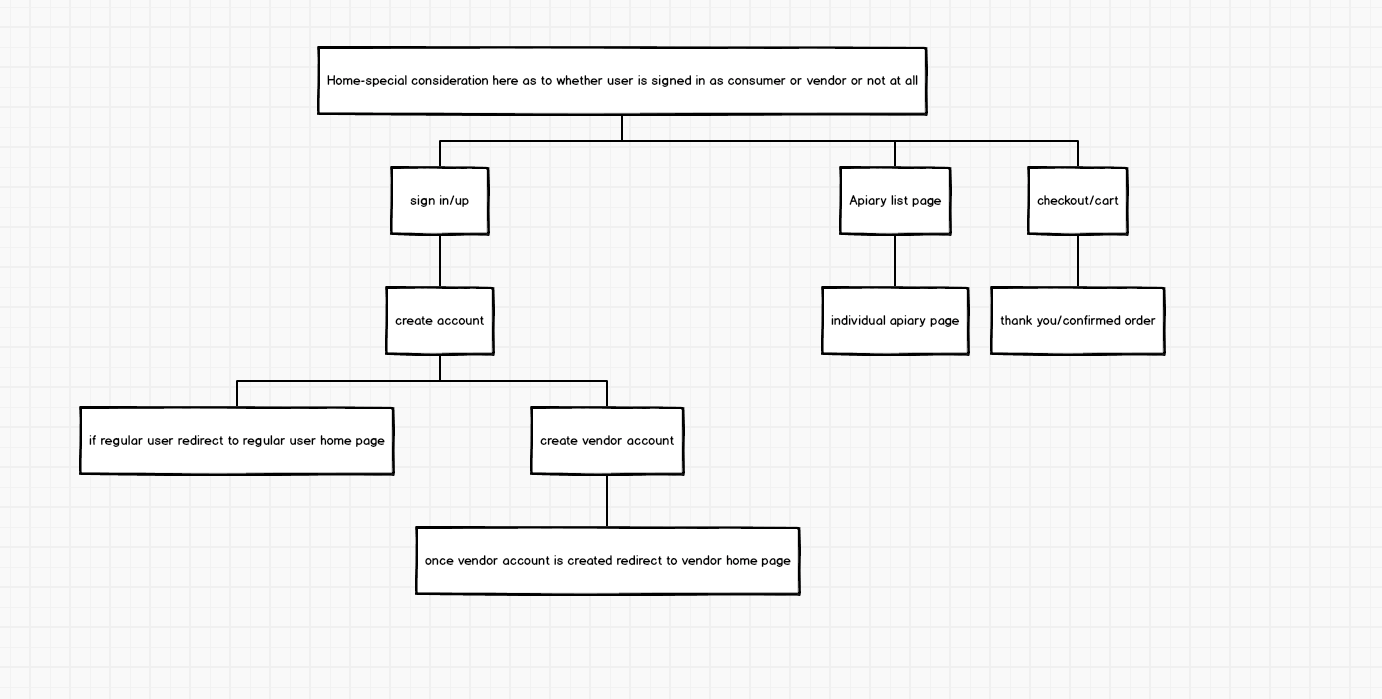 Home-special consideration here as to whether user is signed in as consumer or vendor or not at all
sign in/up
Apiary list page
checkout/cart
create account
individual apiary page
thank you/confirmed order
if regular user redirect to regular user home page
create vendor account
once vendor account is created redirect to vendor home page